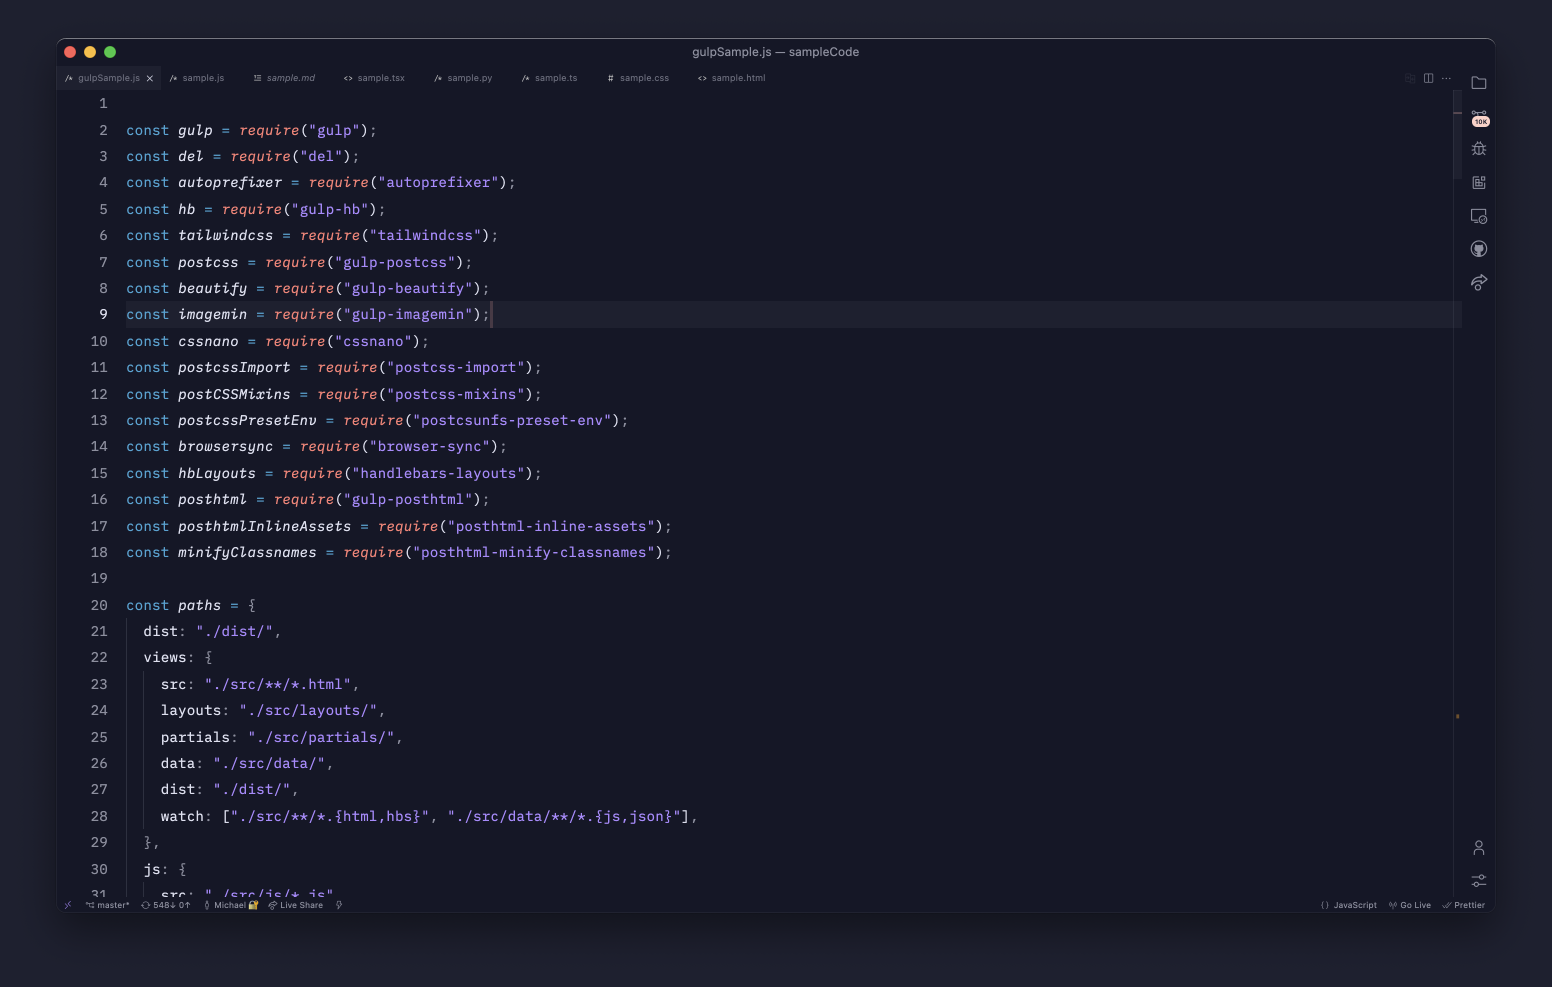 gulpSample.js — sampleCode
gulpSample.js sample.js sample.md sample.tsx sample.py sample.ts # sample.css sample.html
10K
1
2 const gulp = require("gulp");
3 const del = require("del");
4 const autoprefixer = require("autoprefixer");
5 const hb = require("gulp-hb");
6 const tailwindcss = require("tailwindcss");
7 const postcss = require("gulp-postcss");
8 const beautify = require("gulp-beautify");
9 const imagemin = require("gulp-imagemin");
10 const cssnano = require("cssnano");
11 const postcssImport = require("postcss-import");
12 const postCSSMixins = require("postcss-mixins");
13 const postcssPresetEnv = require("postcsunfs-preset-env");
14 const browsersync = require("browser-sync");
15 const hbLayouts = require("handlebars-layouts");
16 const posthtml = require("gulp-posthtml");
17 const posthtmlInlineAssets = require("posthtml-inline-assets");
18 const minifyClassnames = require("posthtml-minify-classnames");
19
20 const paths = {
21 dist: "./dist/",
22 views: {
23 src: "./src/**/*.html",
24 layouts: "./src/layouts/",
25 partials: "./src/partials/",
26 data: "./src/data/",
27 dist: "./dist/",
28 watch: ["./src/**/*.{html,hbs}", "./src/data/**/*.{js,json}"],
29 },
30 js: {
31 src: "./src/js/*.js",
master* 548↓ 0↑ Michael Live Share {} JavaScript Go Live Prettier